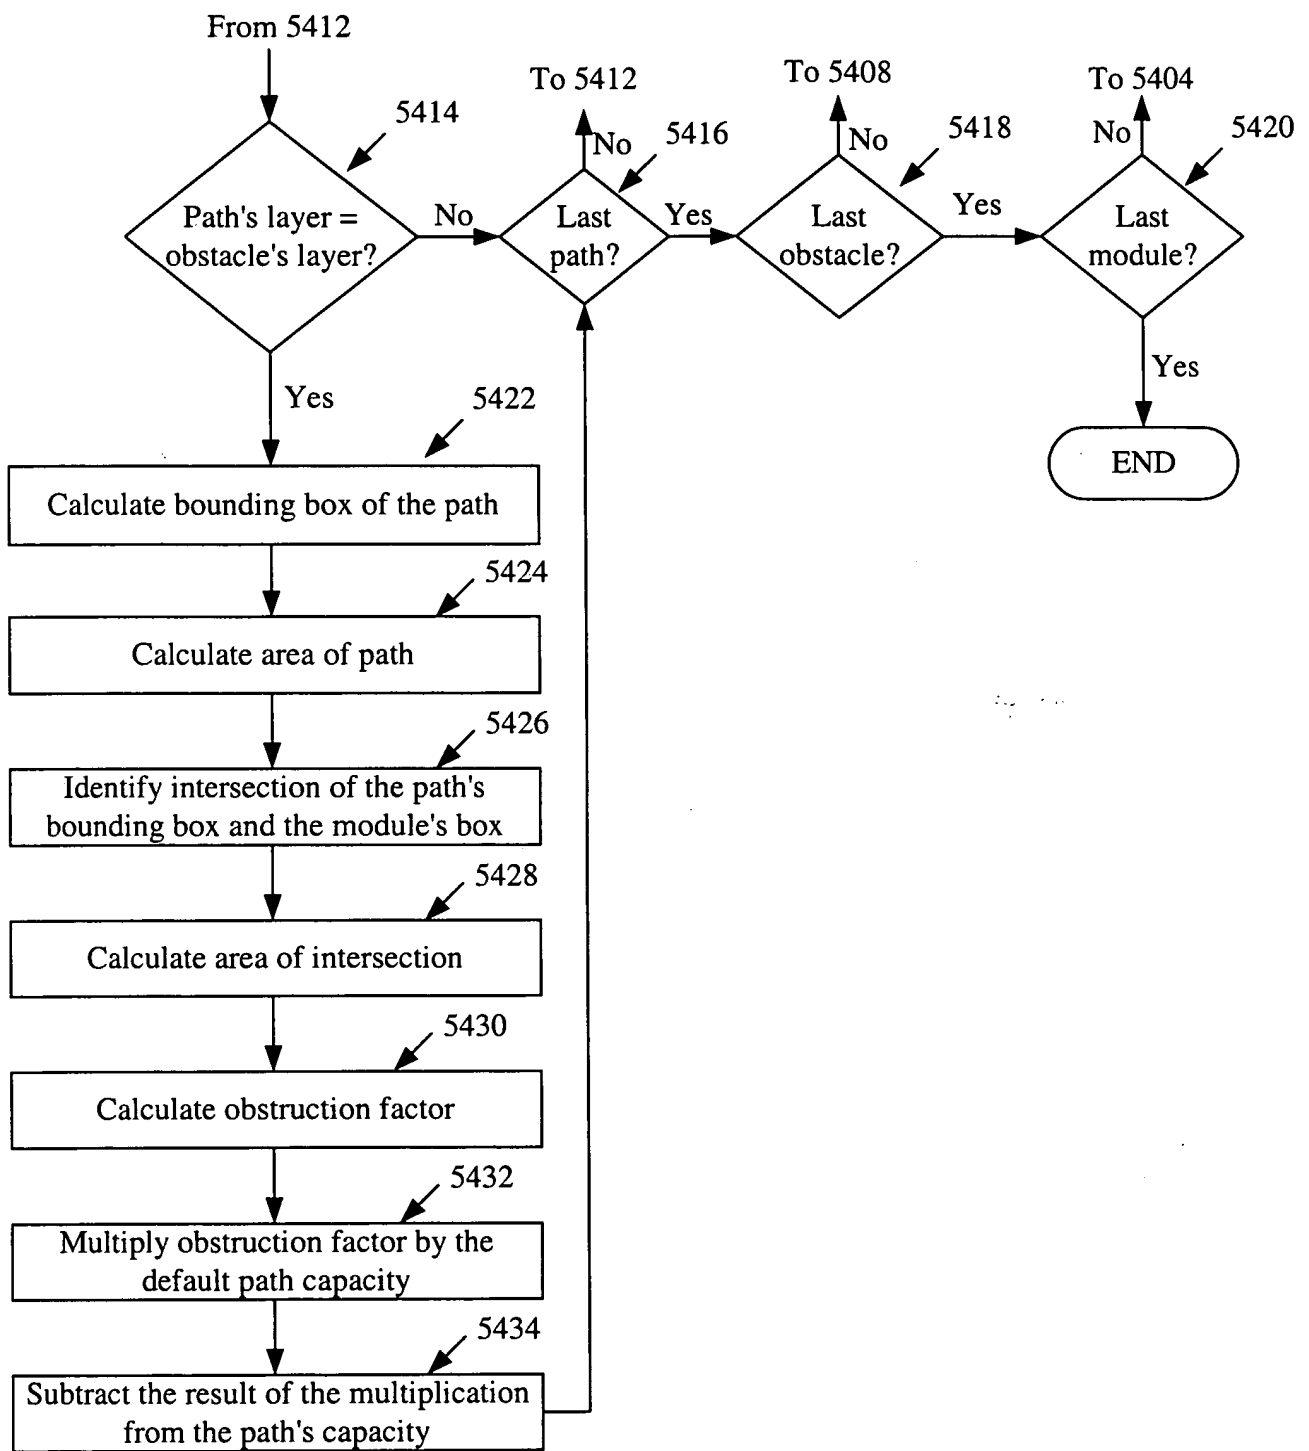 From 5412
To 5412
To 5408
To 5404
5414
5416
5418
5420
No
No
No
Path's layer =
obstacle's layer?
No
Last
path?
Yes
Last
obstacle?
Yes
Last
module?
Yes
Yes
END
5422
Calculate bounding box of the path
5424
Calculate area of path
5426
Identify intersection of the path's
bounding box and the module's box
5428
Calculate area of intersection
5430
Calculate obstruction factor
5432
Multiply obstruction factor by the
default path capacity
5434
Subtract the result of the multiplication
from the path's capacity